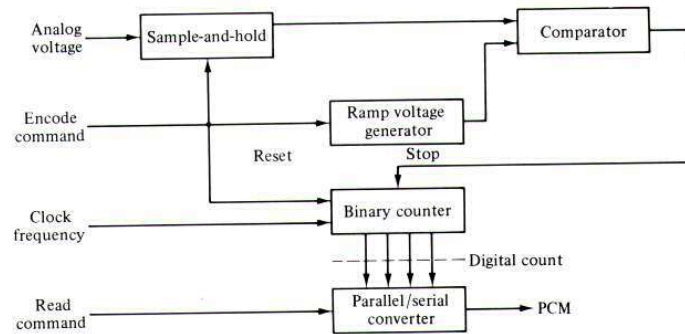 Analog
voltage
Sample-and-hold
Comparator
Encode
command
Ramp voltage
generator
Reset
Stop
Clock
frequency
Binary counter
Digital count
Read
command
Parallel/serial
converter
PCM